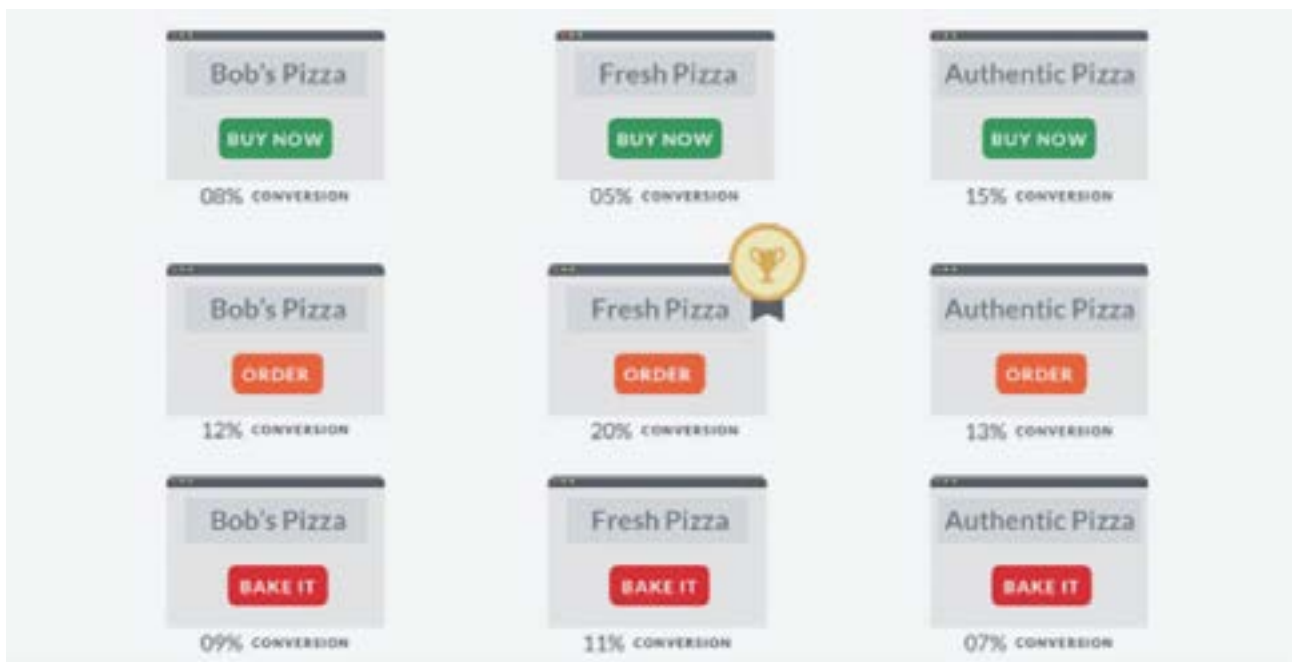 Bob's Pizza
Fresh Pizza
Authentic Pizza
BUY NOW
BUY NOW
BUY NOW
08% CONVERSION
05% CONVERSION
15% CONVERSION
Bob's Pizza
Fresh Pizza
Authentic Pizza
ORDER
ORDER
ORDER
12% CONVERSION
20% CONVERSION
13% CONVERSION
Bob's Pizza
Fresh Pizza
Authentic Pizza
BAKE IT
BAKE IT
BAKE IT
09% CONVERSION
11% CONVERSION
07% CONVERSION